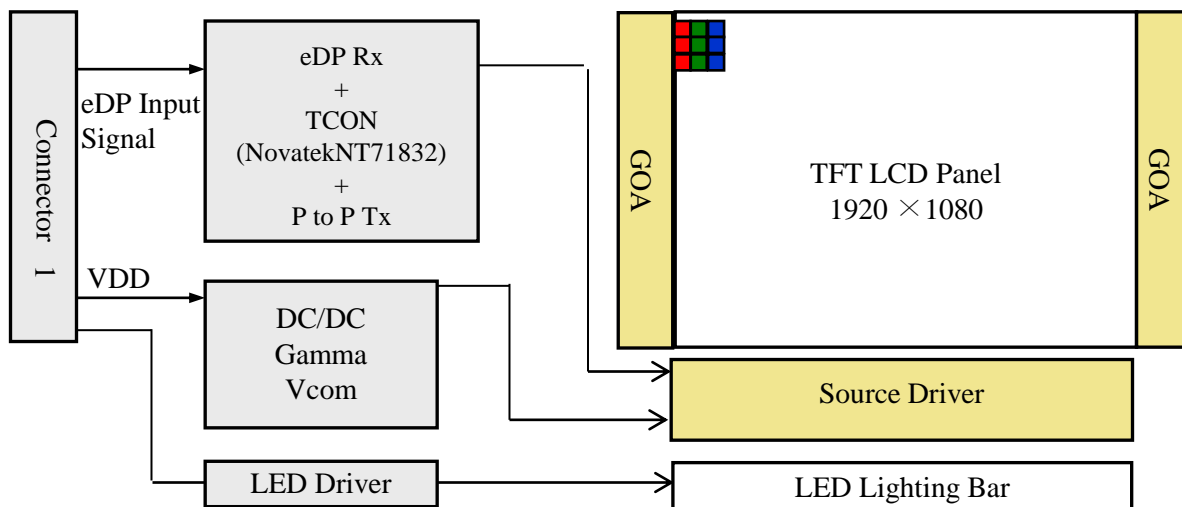 Connector 1
eDP Input
Signal
VDD
eDP Rx
+
TCON
(NovatekNT71832)
+
P to P Tx
DC/DC
Gamma
Vcom
LED Driver
GOA
TFT LCD Panel
1920 ×1080
GOA
Source Driver
LED Lighting Bar